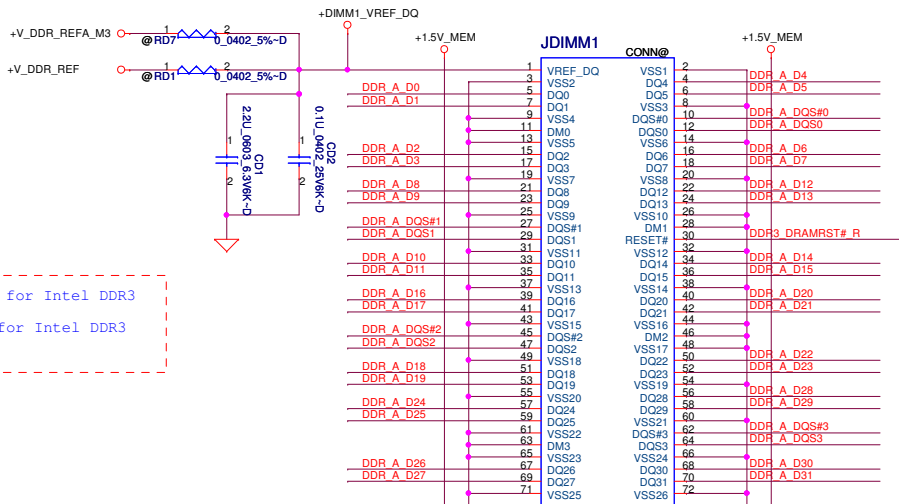 +DIMM1_VREF_DQ
+V_DDR_REFA_M3
1
2
@RD7
0_0402_5%~D
+V_DDR_REF
1
2
@RD1
0_0402_5%~D
+1.5V_MEM
+1.5V_MEM
JDIMM1
CONN@
1
2
2.2U_0603_6.3V6K~D
CD1
1
2
0.1U_0402_25V6K~D
CD2
for Intel DDR3
for Intel DDR3
1 VREF_DQ VSS1 2
3 VSS2 DQ4 4 DDR_A_D4
DDR_A_D0 5 DQ0 DQ5 6 DDR_A_D5
DDR_A_D1 7 DQ1 VSS3 8
9 VSS4 DQS#0 10 DDR_A_DQS#0
11 DM0 DQS0 12 DDR_A_DQS0
13 VSS5 VSS6 14
DDR_A_D2 15 DQ2 DQ6 16 DDR_A_D6
DDR_A_D3 17 DQ3 DQ7 18 DDR_A_D7
19 VSS7 VSS8 20
DDR_A_D8 21 DQ8 DQ12 22 DDR_A_D12
DDR_A_D9 23 DQ9 DQ13 24 DDR_A_D13
25 VSS9 VSS10 26
DDR_A_DQS#1 27 DQS#1 DM1 28
DDR_A_DQS1 29 DQS1 RESET# 30 DDR3_DRAMRST#_R
31 VSS11 VSS12 32
DDR_A_D10 33 DQ10 DQ14 34 DDR_A_D14
DDR_A_D11 35 DQ11 DQ15 36 DDR_A_D15
37 VSS13 VSS14 38
DDR_A_D16 39 DQ16 DQ20 40 DDR_A_D20
DDR_A_D17 41 DQ17 DQ21 42 DDR_A_D21
43 VSS15 VSS16 44
DDR_A_DQS#2 45 DQS#2 DM2 46
DDR_A_DQS2 47 DQS2 VSS17 48
49 VSS18 DQ22 50 DDR_A_D22
DDR_A_D18 51 DQ18 DQ23 52 DDR_A_D23
DDR_A_D19 53 DQ19 VSS19 54
55 VSS20 DQ28 56 DDR_A_D28
DDR_A_D24 57 DQ24 DQ29 58 DDR_A_D29
DDR_A_D25 59 DQ25 VSS21 60
61 VSS22 DQS#3 62 DDR_A_DQS#3
63 DM3 DQS3 64 DDR_A_DQS3
65 VSS23 VSS24 66
DDR_A_D26 67 DQ26 DQ30 68 DDR_A_D30
DDR_A_D27 69 DQ27 DQ31 70 DDR_A_D31
71 VSS25 VSS26 72